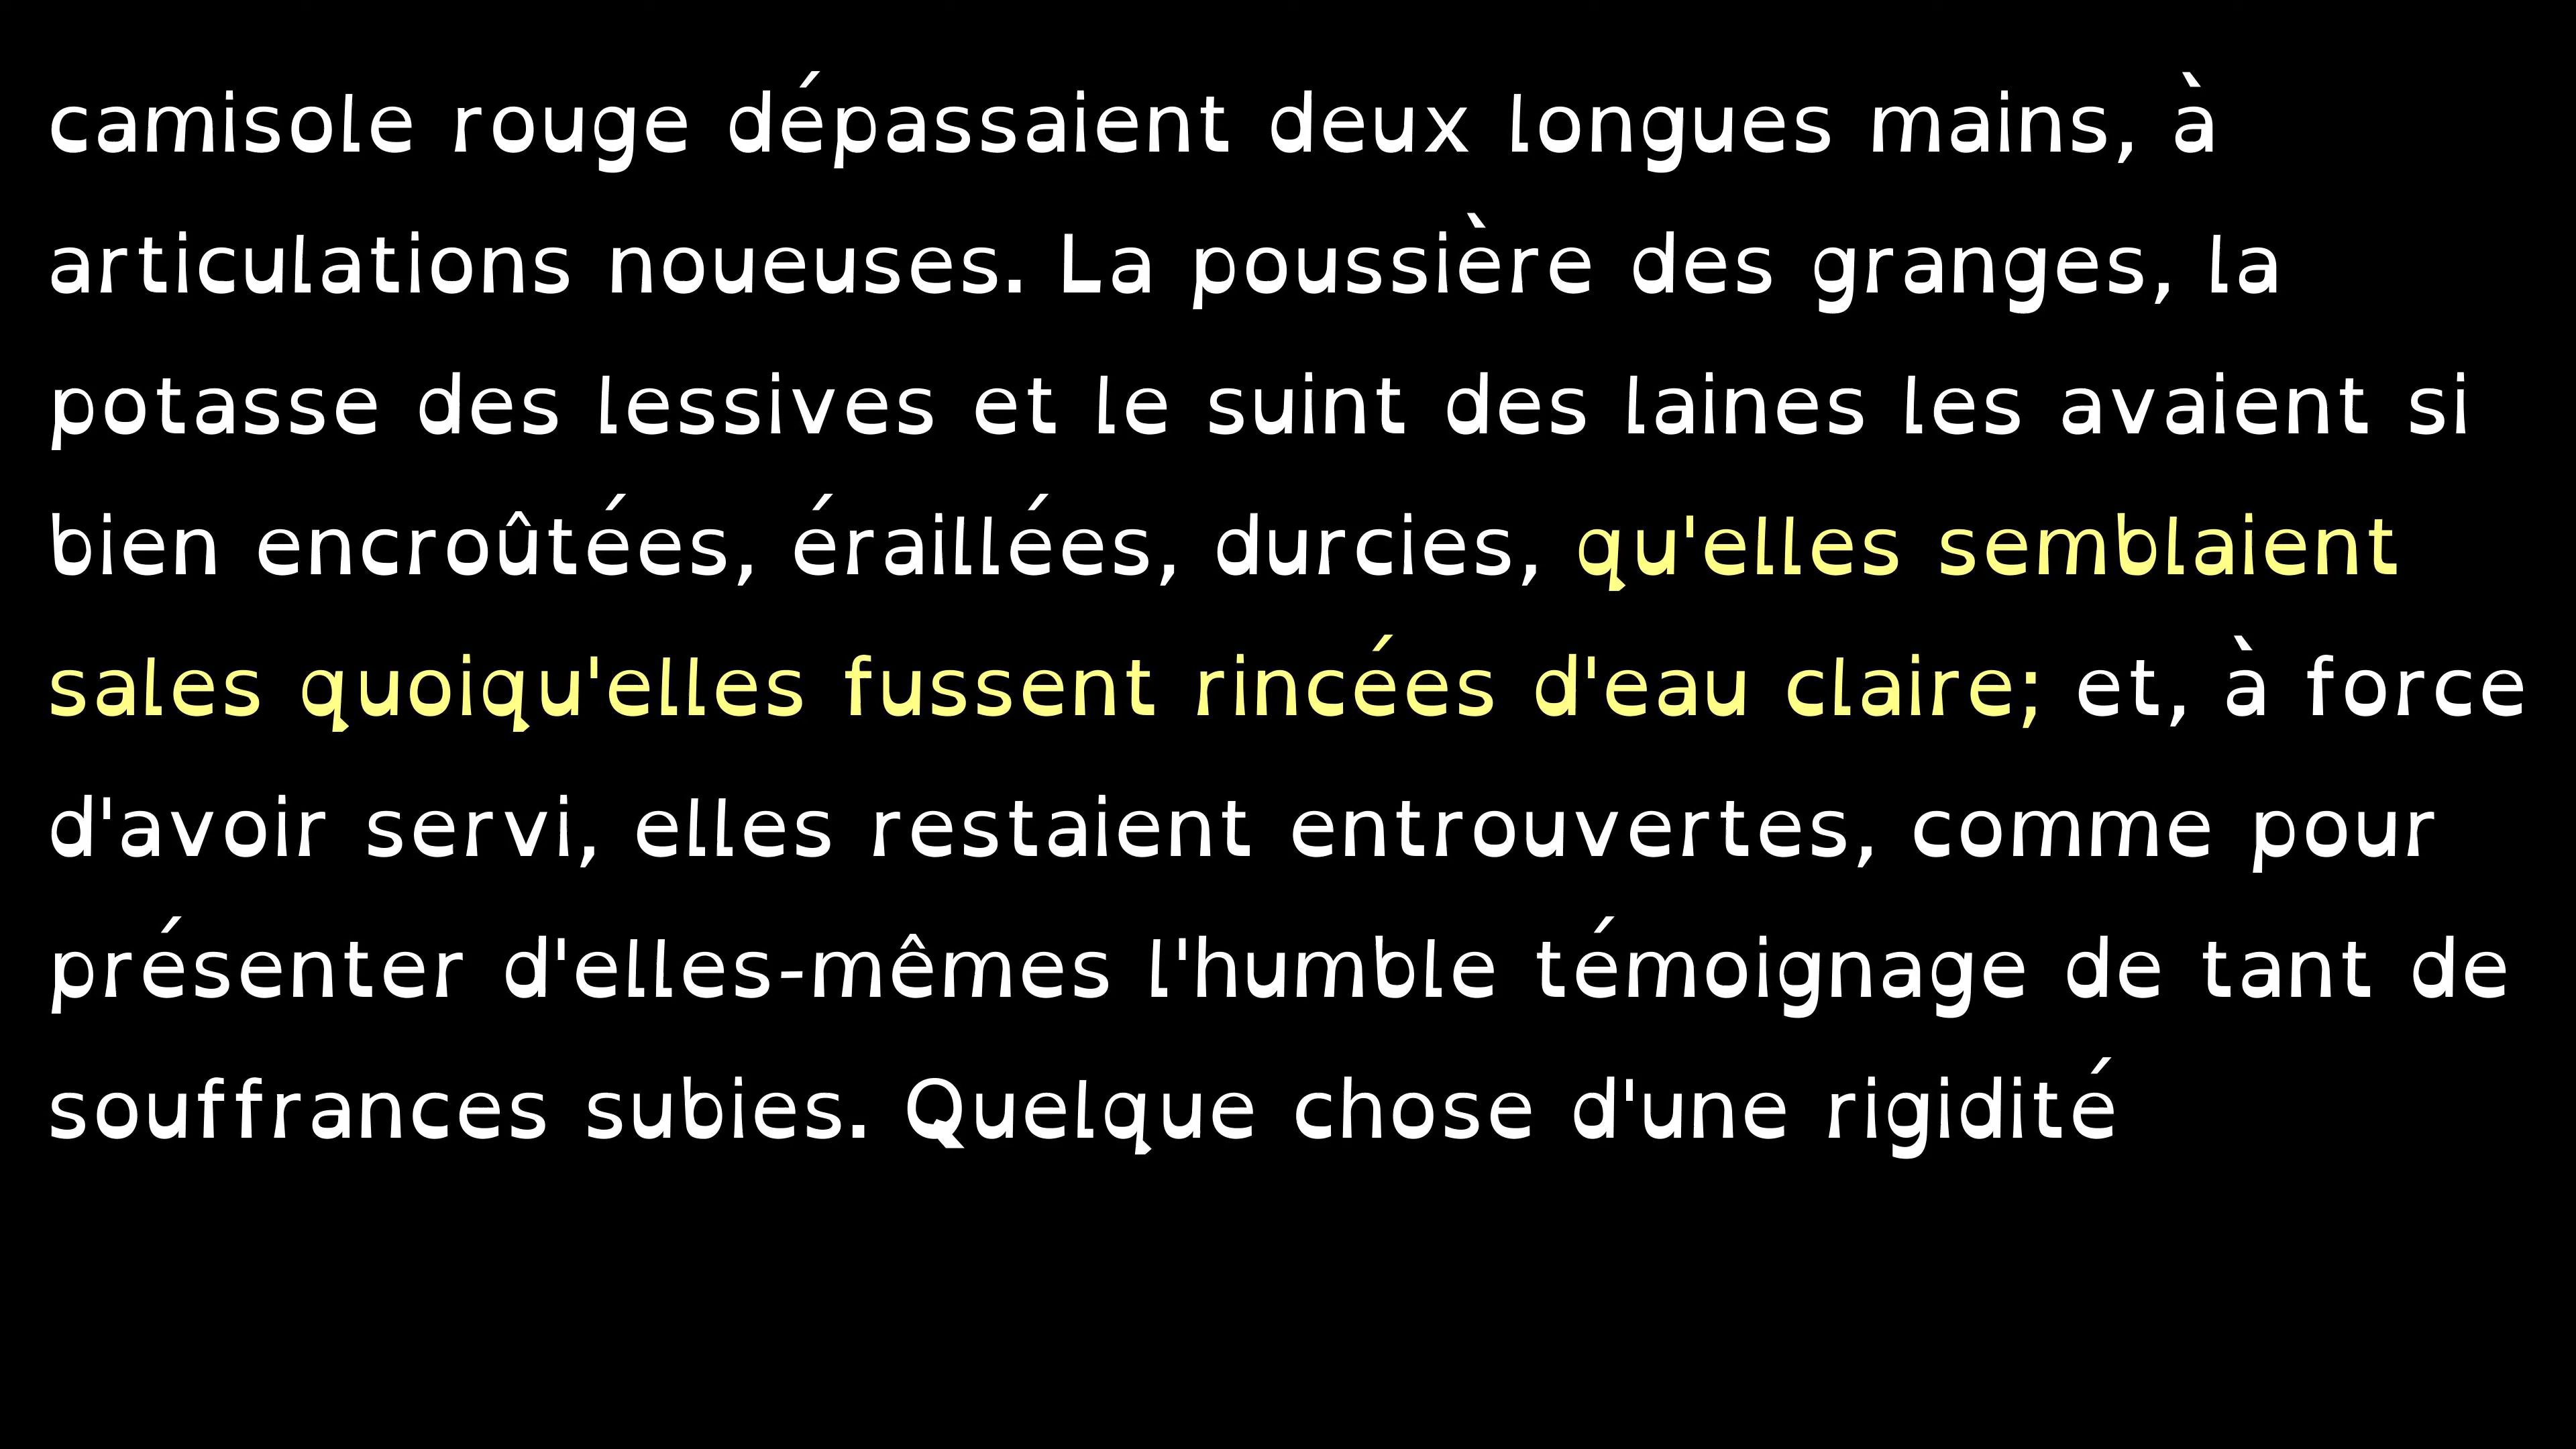 camisole rouge dépassaient deux longues mains, à
articulations noueuses. La poussière des granges, la
potasse des lessives et le suint des laines les avaient si
bien encroûtées, éraillées, durcies, qu'elles semblaient
sales quoiqu'elles fussent rincées d'eau claire; et, à force
d'avoir servi, elles restaient entrouvertes, comme pour
présenter d'elles-mêmes l'humble témoignage de tant de
souffrances subies. Quelque chose d'une rigidité